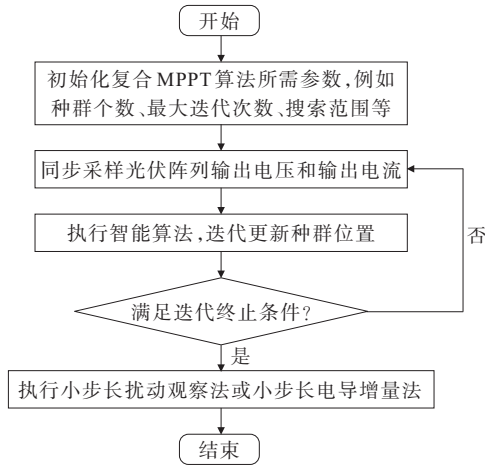 开始
初始化复合MPPT算法所需参数,例如
种群个数、最大迭代次数、搜索范围等
同步采样光伏阵列输出电压和输出电流
执行智能算法,迭代更新种群位置
否
满足迭代终止条件?
是
执行小步长扰动观察法或小步长电导增量法
结束